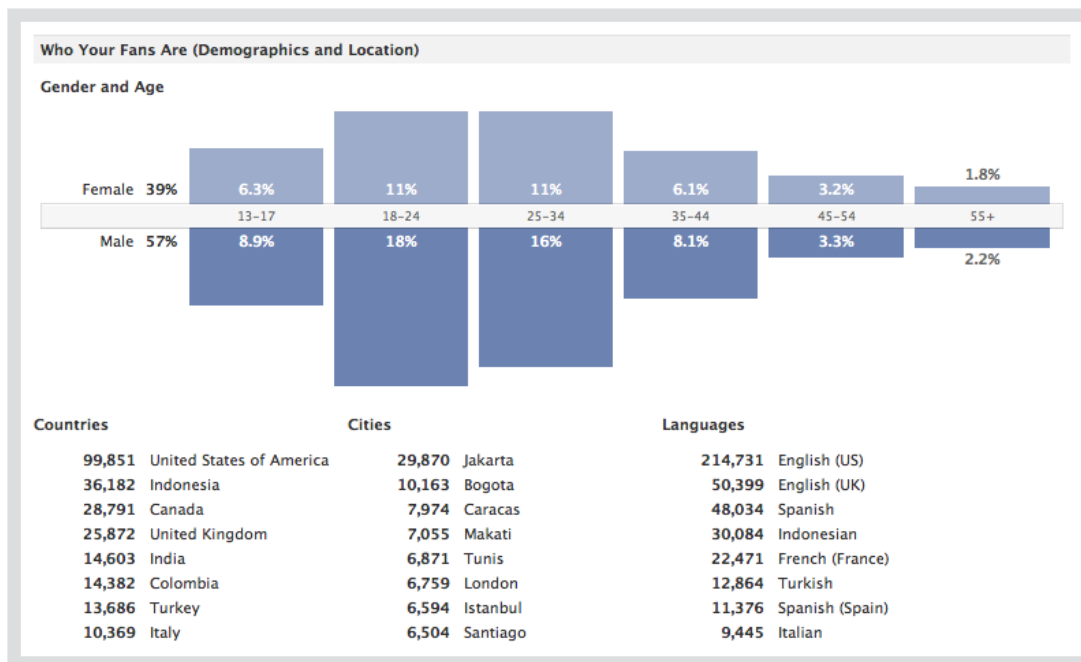 Who Your Fans Are (Demographics and Location)
Gender and Age
Female 39% 6.3% 11% 11% 6.1% 3.2% 1.8%
13-17 18-24 25-34 35-44 45-54 55+
Male 57% 8.9% 18% 16% 8.1% 3.3% 2.2%
Countries
99,851 United States of America
36,182 Indonesia
28,791 Canada
25,872 United Kingdom
14,603 India
14,382 Colombia
13,686 Turkey
10,369 Italy
Cities
29,870 Jakarta
10,163 Bogota
7,974 Caracas
7,055 Makati
6,871 Tunis
6,759 London
6,594 Istanbul
6,504 Santiago
Languages
214,731 English (US)
50,399 English (UK)
48,034 Spanish
30,084 Indonesian
22,471 French (France)
12,864 Turkish
11,376 Spanish (Spain)
9,445 Italian